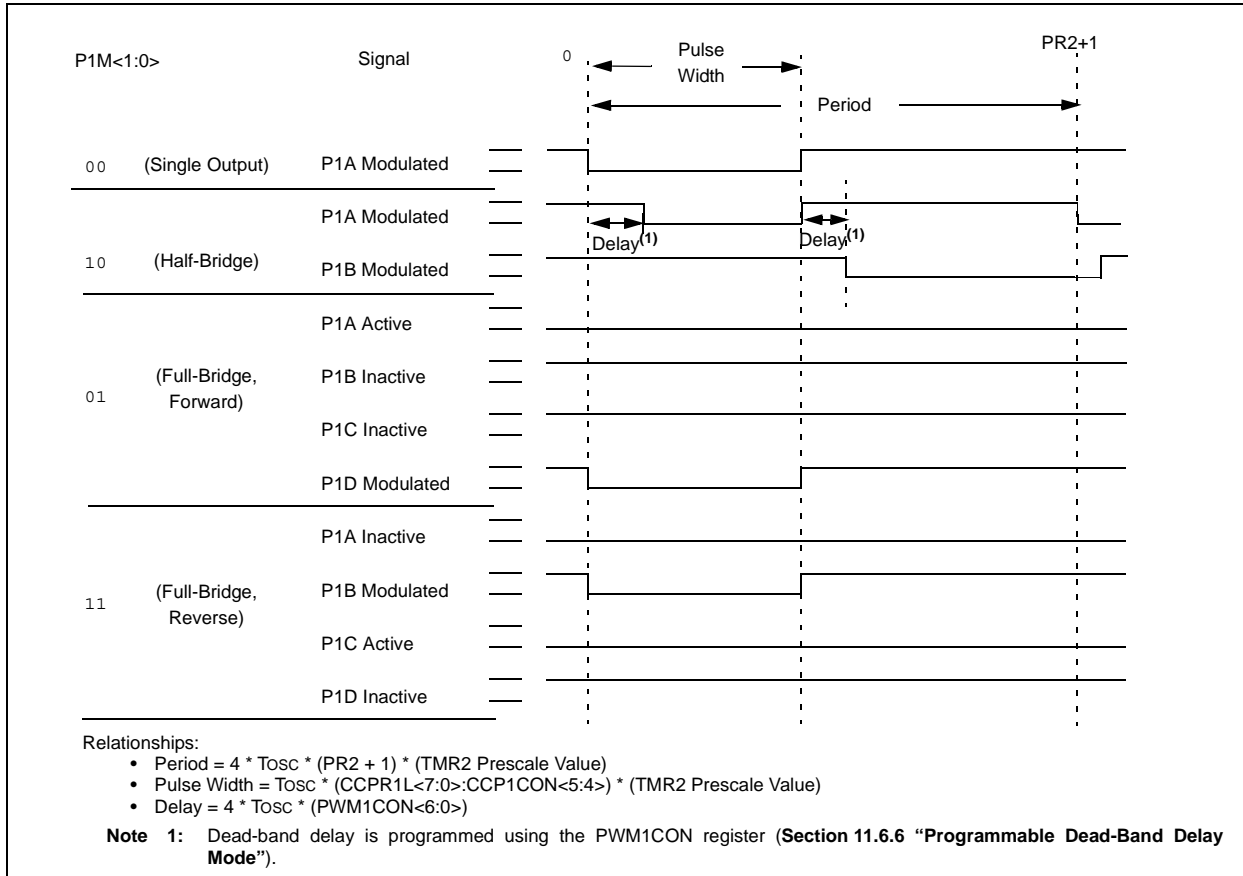 P1M<1:0>
Signal
0
Pulse
Width
PR2+1
Period
00 (Single Output) P1A Modulated
P1A Modulated
Delay(1) Delay(1)
10 (Half-Bridge)
P1B Modulated
P1A Active
(Full-Bridge, P1B Inactive
01
Forward)
P1C Inactive
P1D Modulated
P1A Inactive
(Full-Bridge, P1B Modulated
11
Reverse)
P1C Active
P1D Inactive
Relationships:
• Period = 4 * TOSC * (PR2 + 1) * (TMR2 Prescale Value)
• Pulse Width = TOSC * (CCPR1L<7:0>:CCP1CON<5:4>) * (TMR2 Prescale Value)
• Delay = 4 * TOSC * (PWM1CON<6:0>)
Note 1: Dead-band delay is programmed using the PWM1CON register (Section 11.6.6 “Programmable Dead-Band Delay
Mode”).